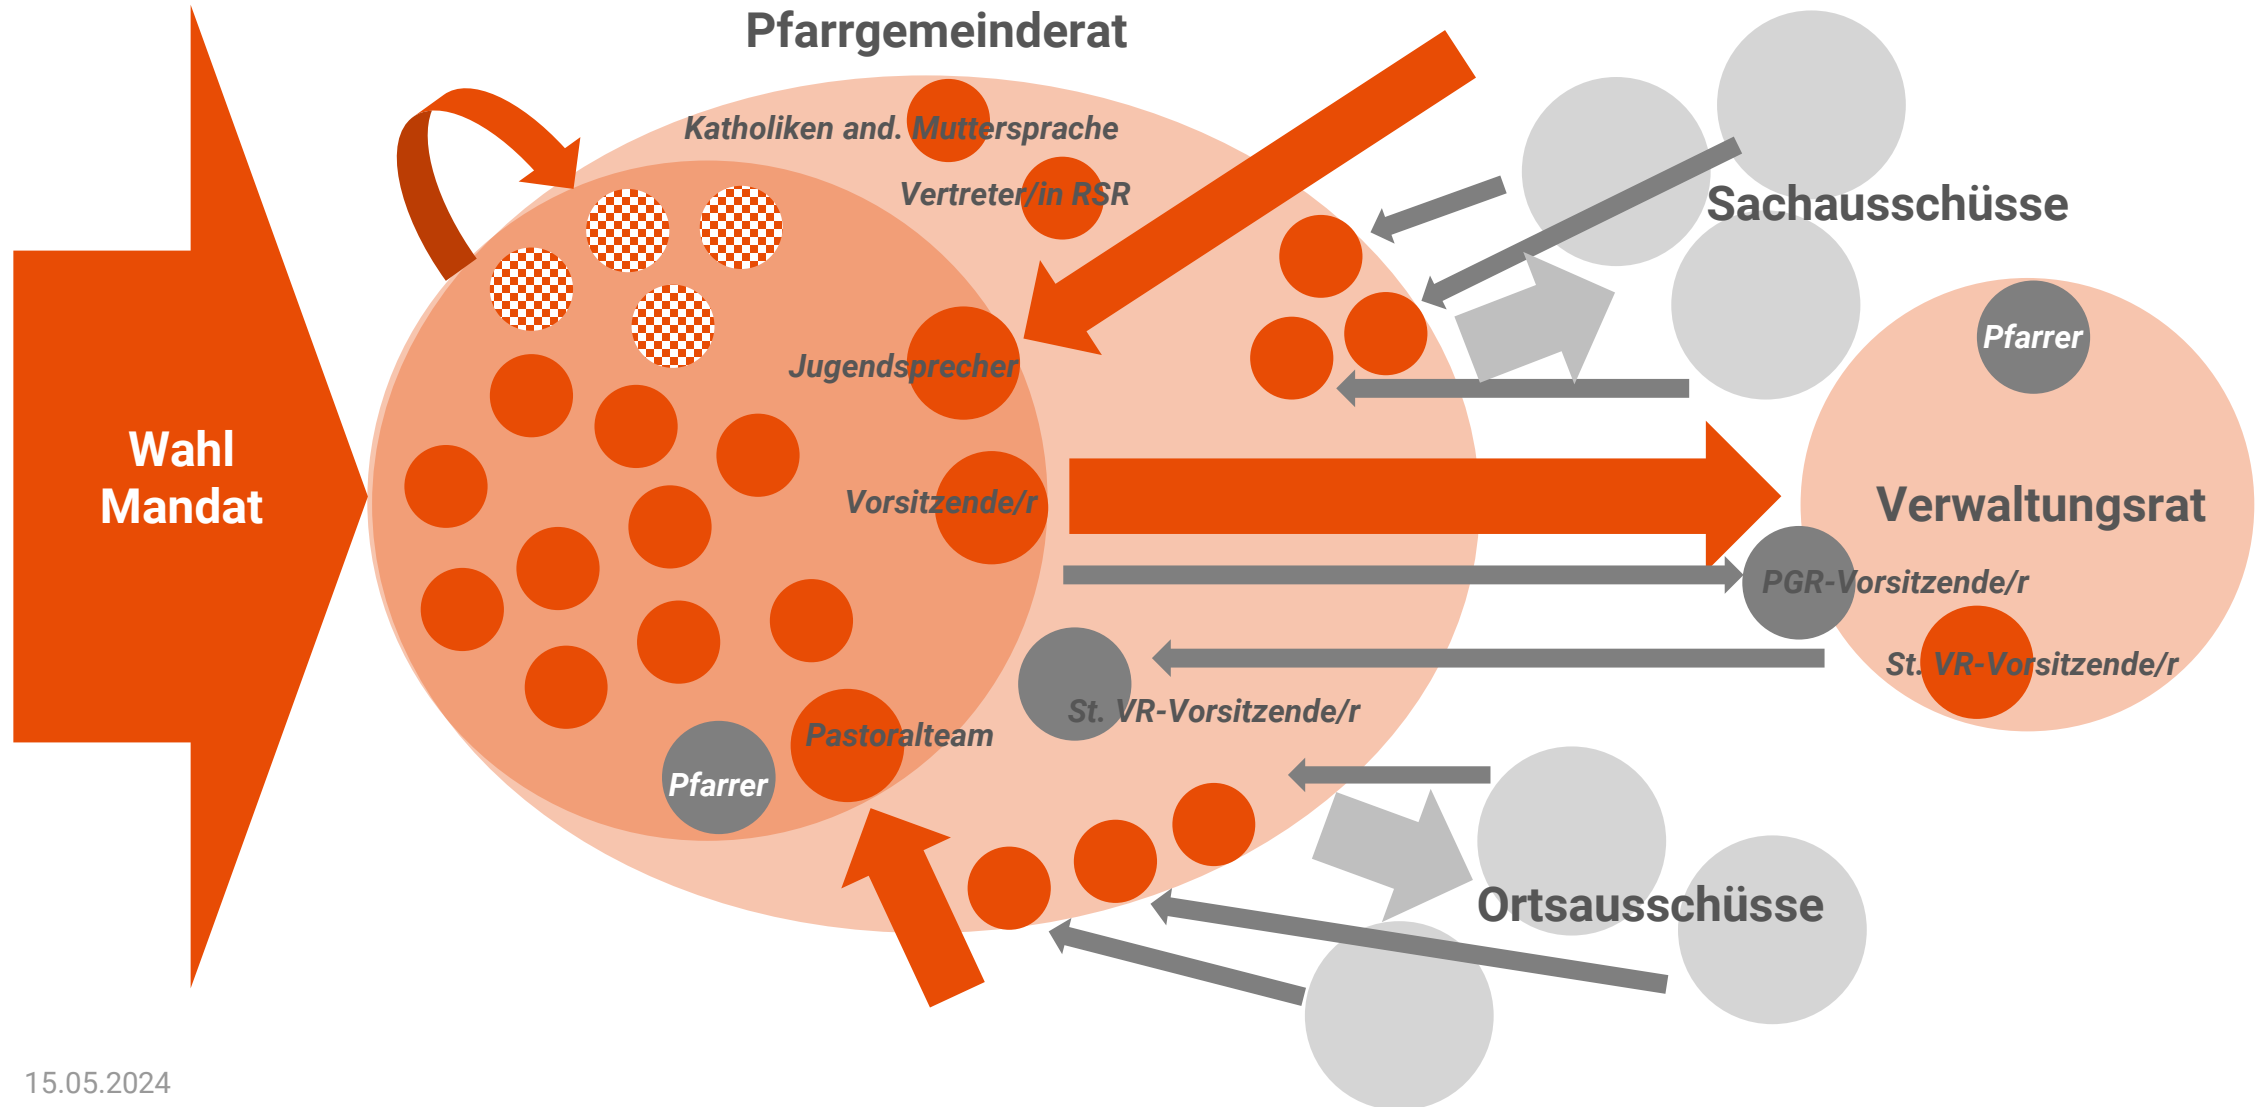 Pfarrgemeinderat
Katholiken and. Muttersprache
Vertreter/in RSR
Sachausschüsse
Pfarrer
Jugendsprecher
Wahl
Mandat
Vorsitzende/r
Verwaltungsrat
PGR-Vorsitzende/r
St. VR-Vorsitzende/r
St. VR-Vorsitzende/r
Pastoralteam
Pfarrer
Ortsausschüsse
15.05.2024